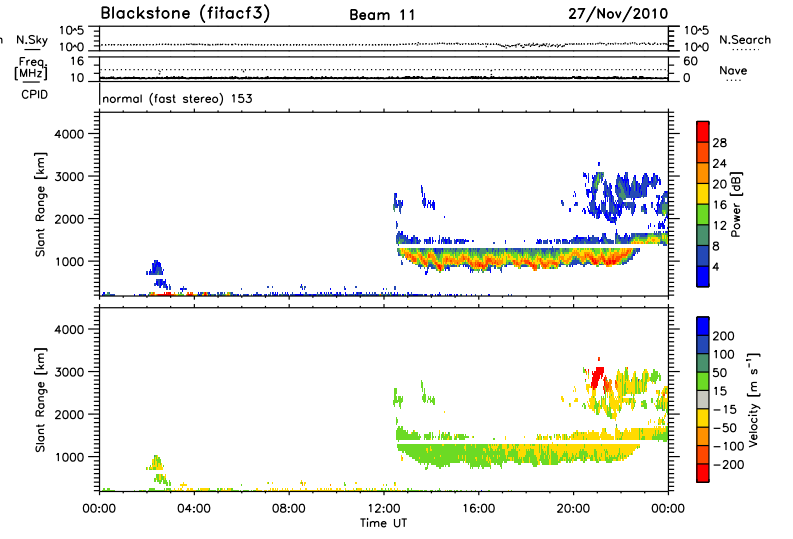 Blackstone (fitacf3)
Beam 11
27/Nov/2010
N.Sky
10^5
10^0
10^5
10^0
N.Search
Freq.
[MHz]
16
10
60
0
Nave
CPID
normal (fast stereo) 153
Slant Range [km]
4000
3000
2000
1000
28
24
20
16
12
8
4
Power [dB]
Slant Range [km]
4000
3000
2000
1000
200
100
50
15
-15
-50
-100
-200
Velocity [m s⁻¹]
00:00 04:00 08:00 12:00 16:00 20:00 00:00
Time UT